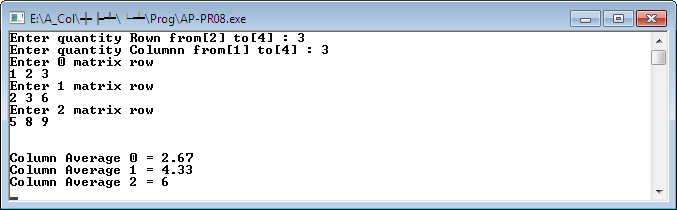 E:\A_Col\┼ ├┴\ └┴\Prog\AP-PR08.exe
Enter quantity Rown from[2] to[4] : 3
Enter quantity Columnn from[1] to[4] : 3
Enter 0 matrix row
1 2 3
Enter 1 matrix row
2 3 6
Enter 2 matrix row
5 8 9
Column Average 0 = 2.67
Column Average 1 = 4.33
Column Average 2 = 6